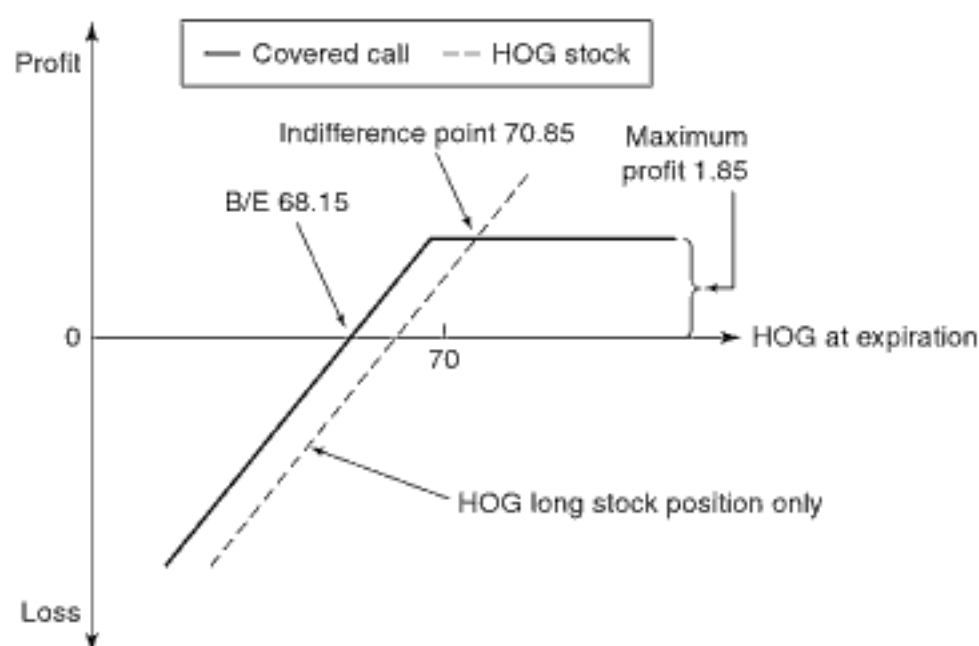 Profit
Covered call
HOG stock
Indifference point 70.85
Maximum
profit 1.85
B/E 68.15
0
70
HOG at expiration
HOG long stock position only
Loss